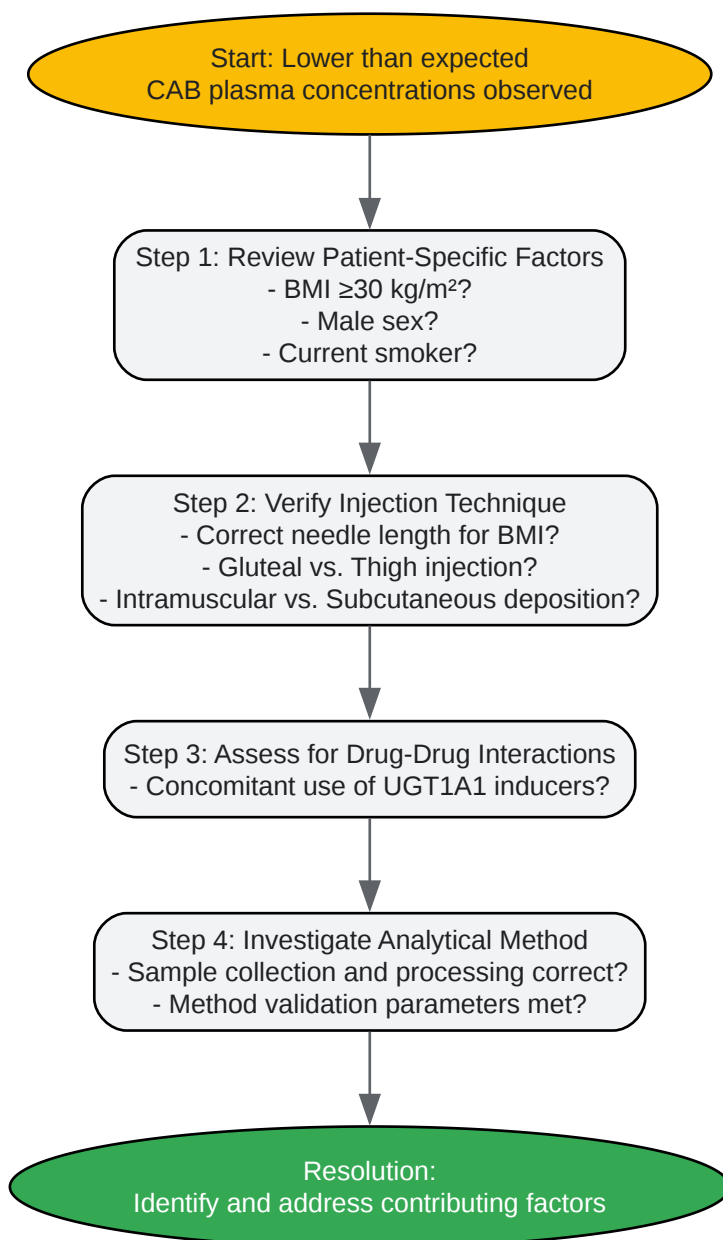 Start: Lower than expected
CAB plasma concentrations observed
Step 1: Review Patient-Specific Factors
- BMI ≥30 kg/m²?
- Male sex?
- Current smoker?
Step 2: Verify Injection Technique
- Correct needle length for BMI?
- Gluteal vs. Thigh injection?
- Intramuscular vs. Subcutaneous deposition?
Step 3: Assess for Drug-Drug Interactions
- Concomitant use of UGT1A1 inducers?
Step 4: Investigate Analytical Method
- Sample collection and processing correct?
- Method validation parameters met?
Resolution:
Identify and address contributing factors